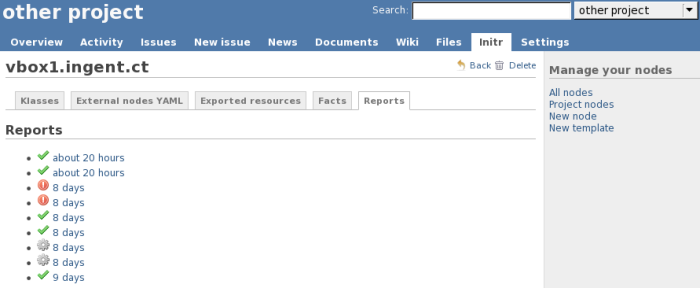 other project
Search:
other project
Overview Activity Issues New issue News Documents Wiki Files Initr Settings
vbox1.ingent.ct
Back Delete
Klasses External nodes YAML Exported resources Facts Reports
Reports
about 20 hours
about 20 hours
8 days
8 days
8 days
8 days
8 days
8 days
9 days
Manage your nodes
All nodes
Project nodes
New node
New template